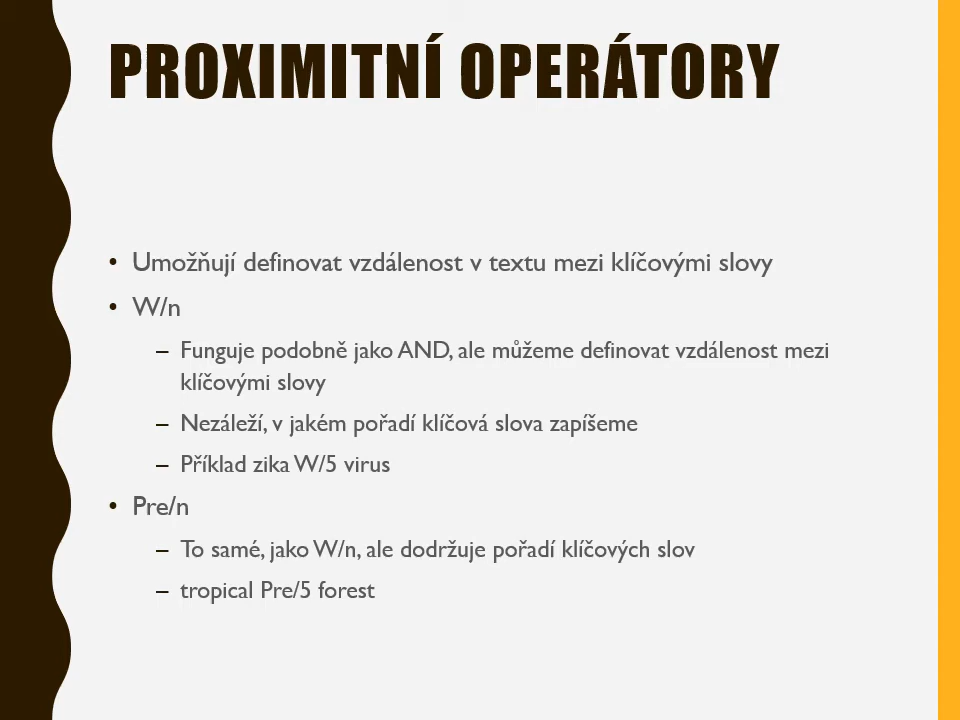 PROXIMITNÍ OPERÁTORY
• Umožňují definovat vzdálenost v textu mezi klíčovými slovy
• W/n
– Funguje podobně jako AND, ale můžeme definovat vzdálenost mezi
klíčovými slovy
– Nezáleží, v jakém pořadí klíčová slova zapíšeme
– Příklad zika W/5 virus
• Pre/n
– To samé, jako W/n, ale dodržuje pořadí klíčových slov
– tropical Pre/5 forest